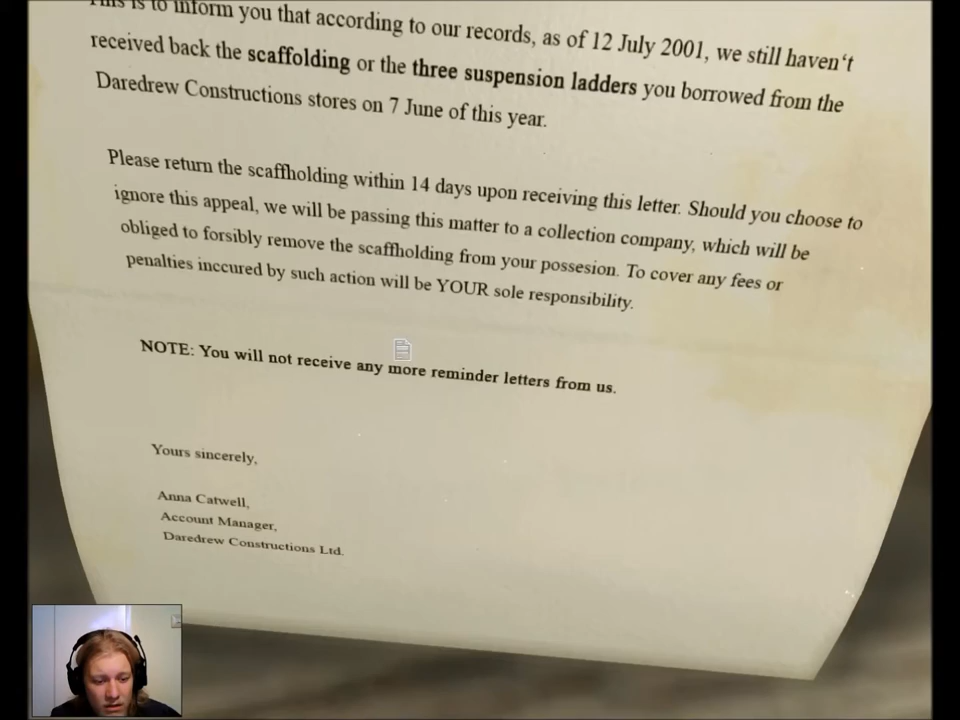 This is to inform you that according to our records, as of 12 July 2001, we still haven't
received back the scaffolding or the three suspension ladders you borrowed from the
Daredrew Constructions stores on 7 June of this year.
Please return the scaffholding within 14 days upon receiving this letter. Should you choose to
ignore this appeal, we will be passing this matter to a collection company, which will be
obliged to forsibly remove the scaffholding from your possesion. To cover any fees or
penalties inccured by such action will be YOUR sole responsibility.
NOTE: You will not receive any more reminder letters from us.
Yours sincerely,
Anna Catwell,
Account Manager,
Daredrew Constructions Ltd.